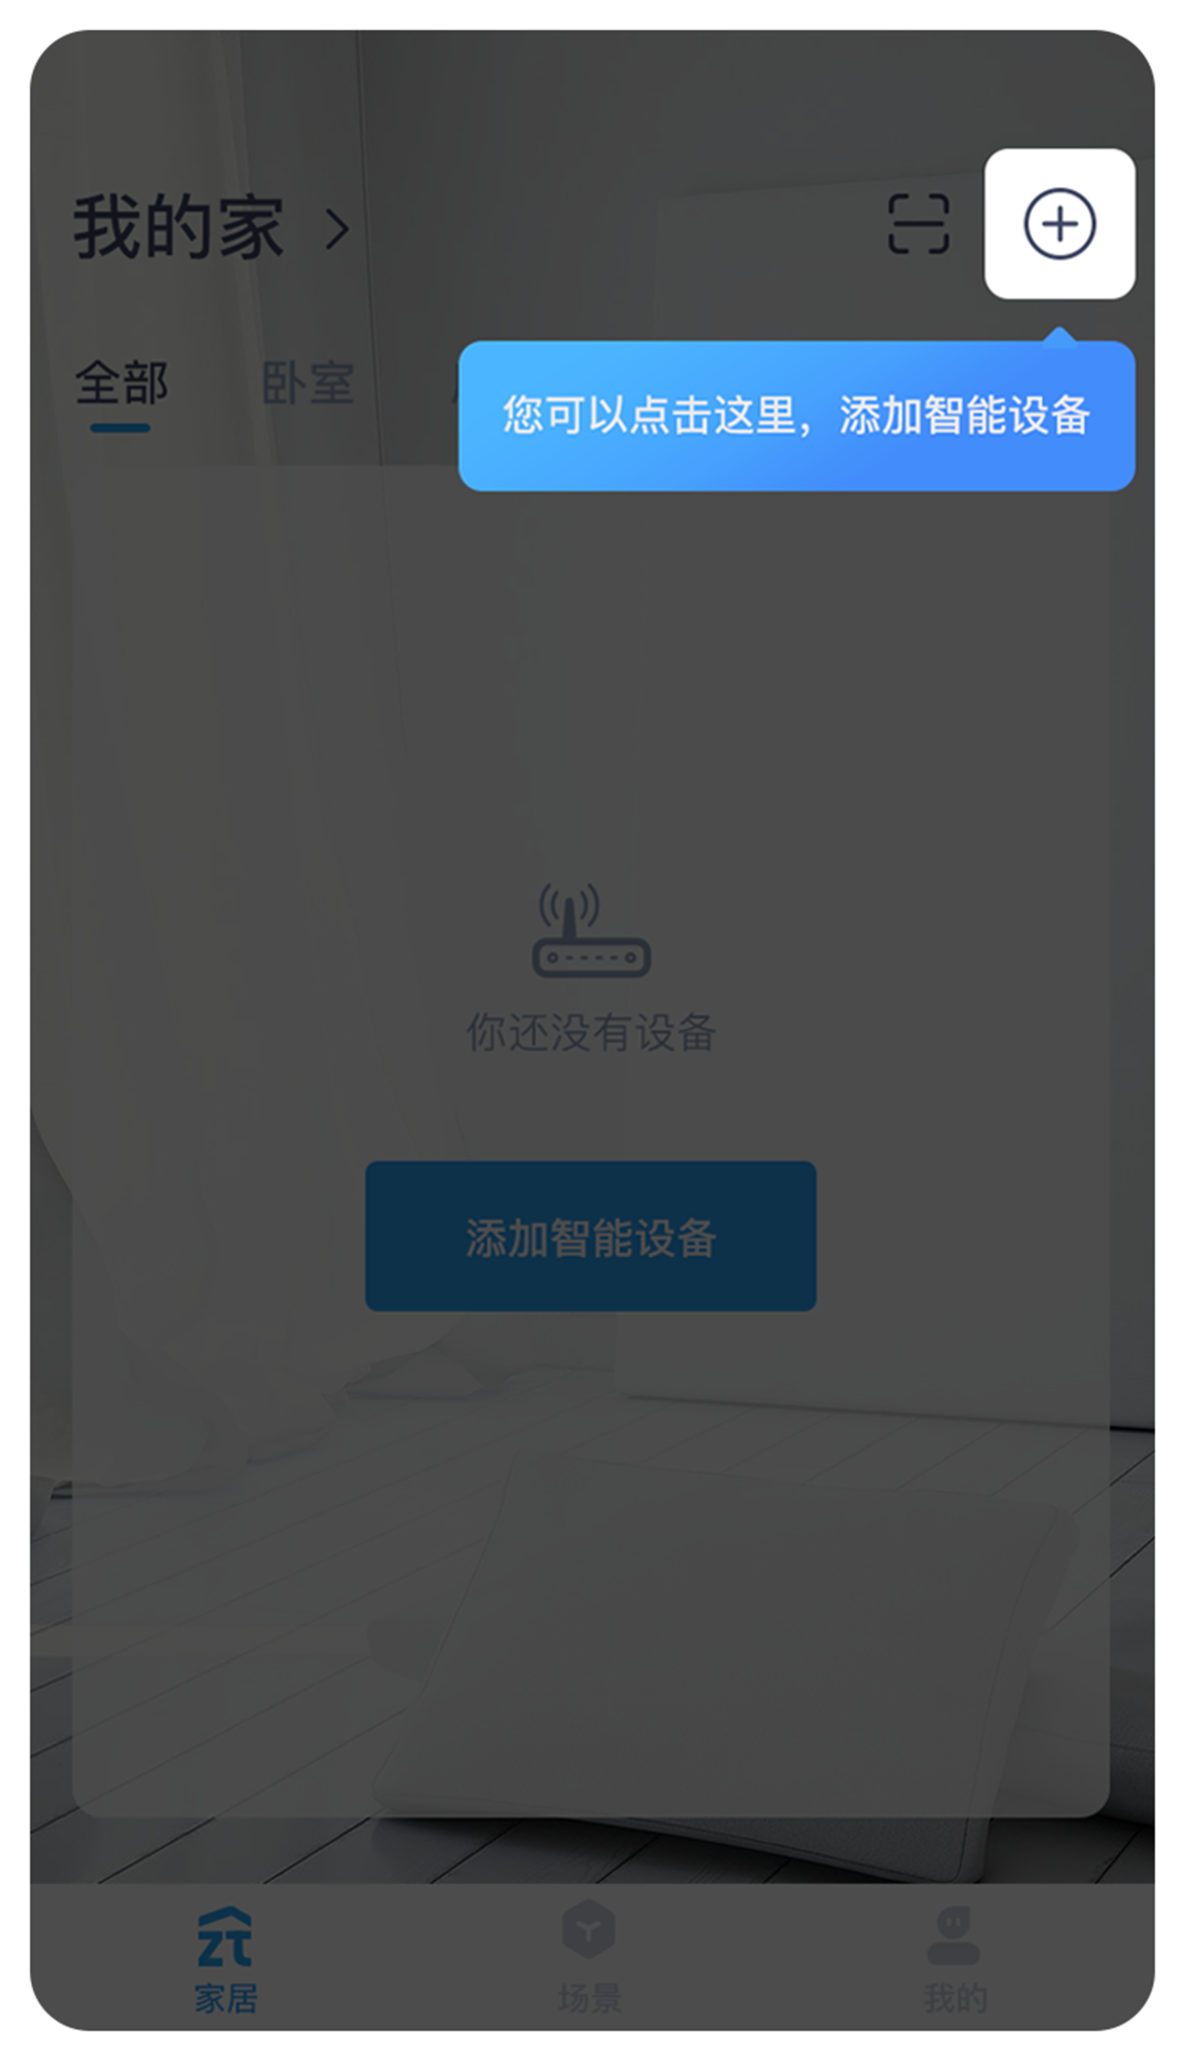 我的家
全部 卧室
您可以点击这里，添加智能设备
你还没有设备
添加智能设备
zt
家居 场景 我的